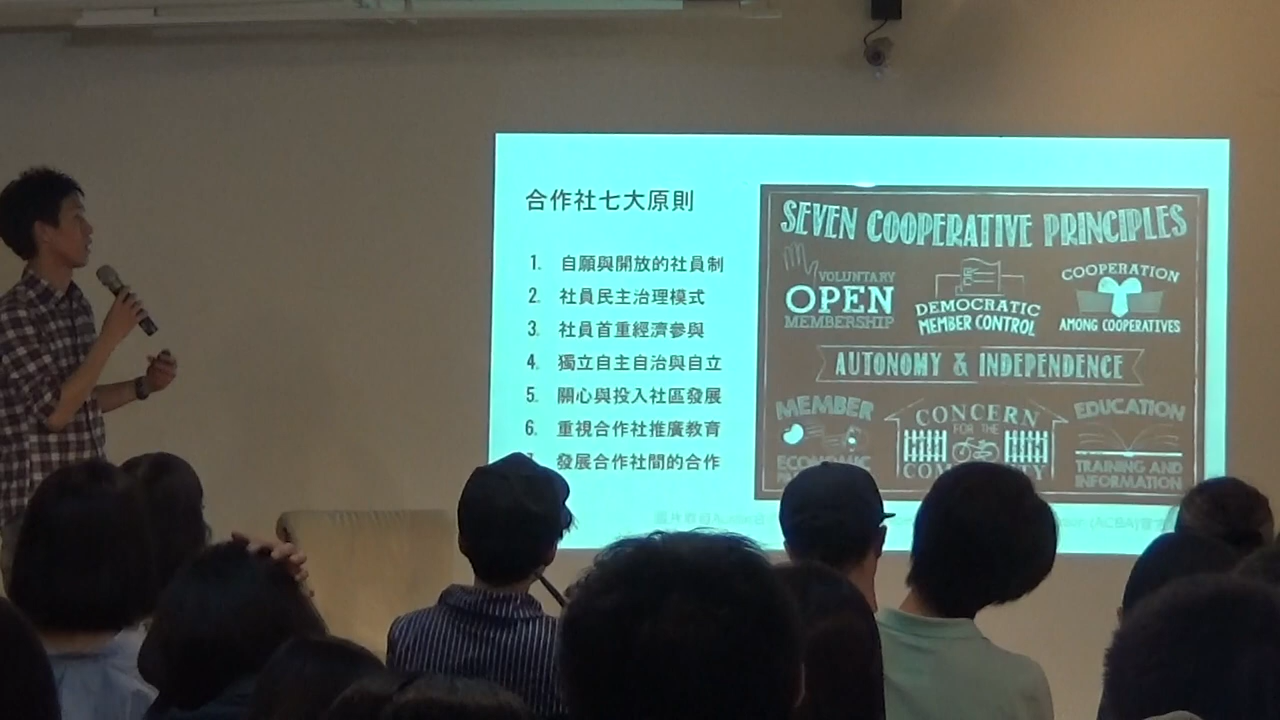 合作社七大原則
1. 自願與開放的社員制
2. 社員民主治理模式
3. 社員首重經濟參與
4. 獨立自主自治與自立
5. 關心與投入社區發展
6. 重視合作社推廣教育
發展合作社間的合作
SEVEN COOPERATIVE PRINCIPLES
VOLUNTARY
OPEN
MEMBERSHIP
DEMOCRATIC
MEMBER CONTROL
COOPERATION
AMONG COOPERATIVES
AUTONOMY & INDEPENDENCE
MEMBER
ECONOMIC
CONCERN
FOR THE
COMMUNITY
EDUCATION
TRAINING AND
INFORMATION
(ACBA)